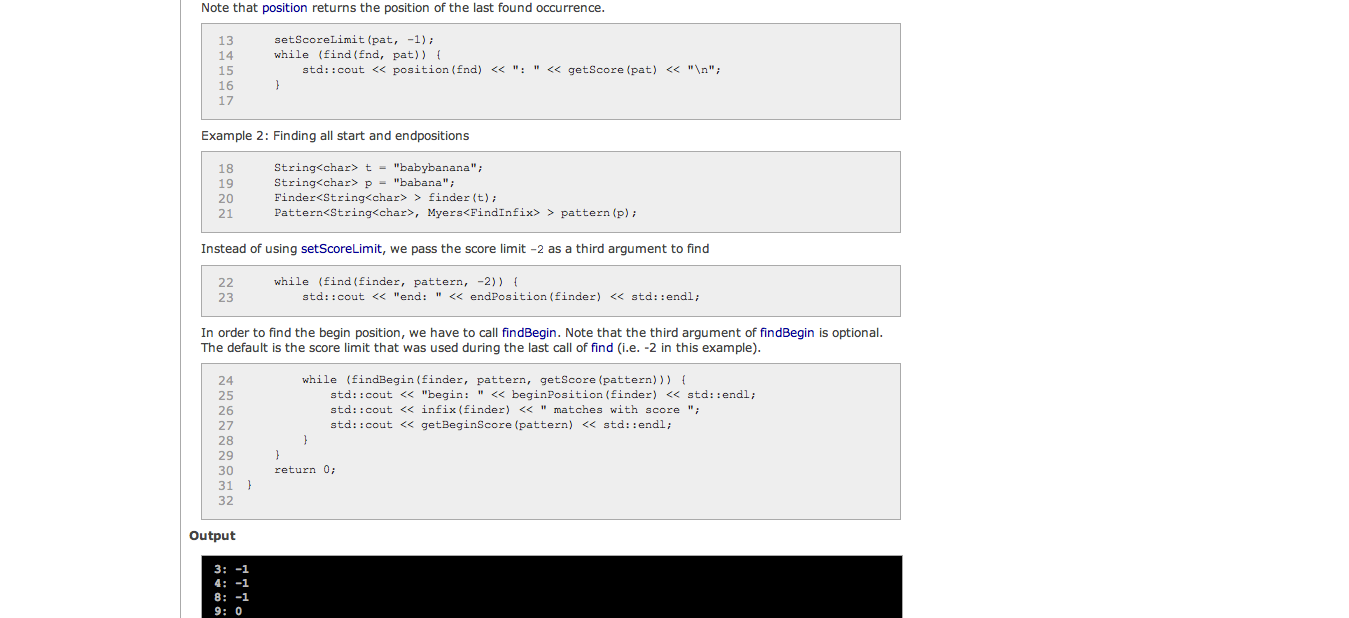 Note that position returns the position of the last found occurrence.
13 setScoreLimit(pat, -1);
14 while (find(fnd, pat)) {
15 std::cout << position(fnd) << ": " << getScore(pat) << "\n";
16 }
17
Example 2: Finding all start and endpositions
18 String<char> t = "babybanana";
19 String<char> p = "babana";
20 Finder<String<char> > finder(t);
21 Pattern<String<char>, Myers<FindInfix> > pattern(p);
Instead of using setScoreLimit, we pass the score limit -2 as a third argument to find
22 while (find(finder, pattern, -2)) {
23 std::cout << "end: " << endPosition(finder) << std::endl;
In order to find the begin position, we have to call findBegin. Note that the third argument of findBegin is optional.
The default is the score limit that was used during the last call of find (i.e. -2 in this example).
24 while (findBegin(finder, pattern, getScore(pattern))) {
25 std::cout << "begin: " << beginPosition(finder) << std::endl;
26 std::cout << infix(finder) << " matches with score ";
27 std::cout << getBeginScore(pattern) << std::endl;
28 }
29 }
30 return 0;
31 }
32
Output
3: -1
4: -1
8: -1
9: 0